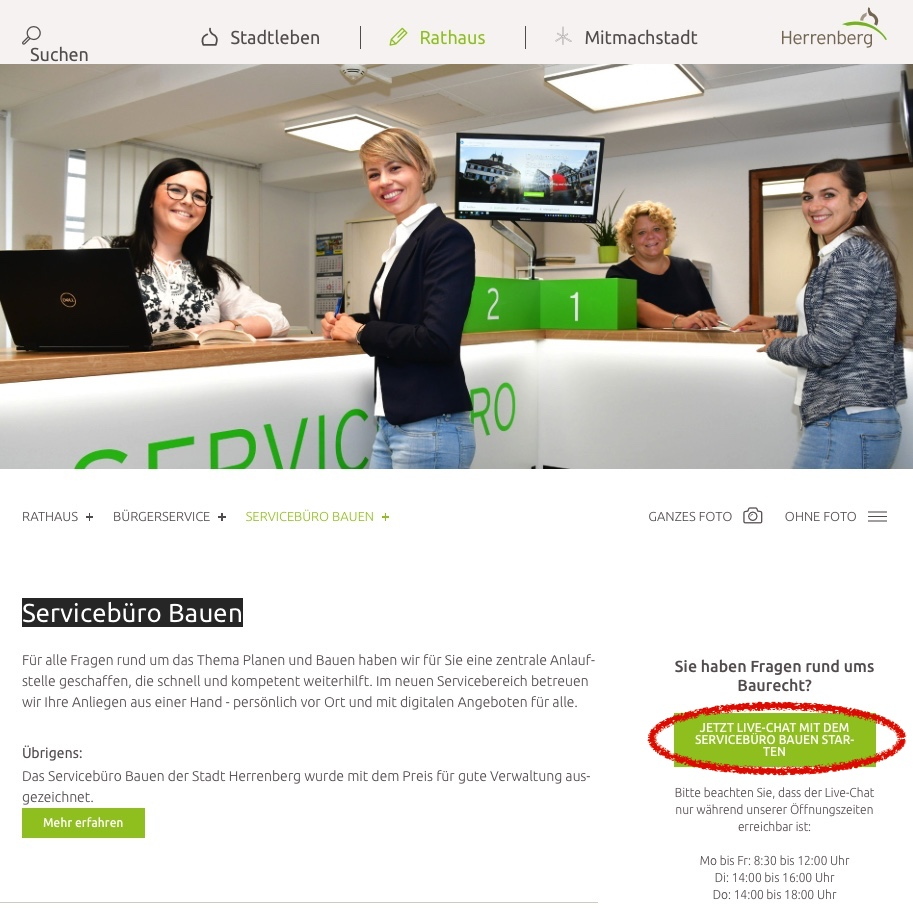 Suchen
Stadtleben
Rathaus
Mitmachstadt
Herrenberg
DELL
2
1
SERVICEBÜRO
RATHAUS +
BÜRGERSERVICE +
SERVICEBÜRO BAUEN +
GANZES FOTO
OHNE FOTO
Servicebüro Bauen
Für alle Fragen rund um das Thema Planen und Bauen haben wir für Sie eine zentrale Anlauf-
stelle geschaffen, die schnell und kompetent weiterhilft. Im neuen Servicebereich betreuen
wir Ihre Anliegen aus einer Hand - persönlich vor Ort und mit digitalen Angeboten für alle.
Übrigens:
Das Servicebüro Bauen der Stadt Herrenberg wurde mit dem Preis für gute Verwaltung aus-
gezeichnet.
Mehr erfahren
Sie haben Fragen rund ums
Baurecht?
JETZT LIVE-CHAT MIT DEM
SERVICEBÜRO BAUEN STAR-
TEN
Bitte beachten Sie, dass der Live-Chat
nur während unserer Öffnungszeiten
erreichbar ist:
Mo bis Fr: 8:30 bis 12:00 Uhr
Di: 14:00 bis 16:00 Uhr
Do: 14:00 bis 18:00 Uhr